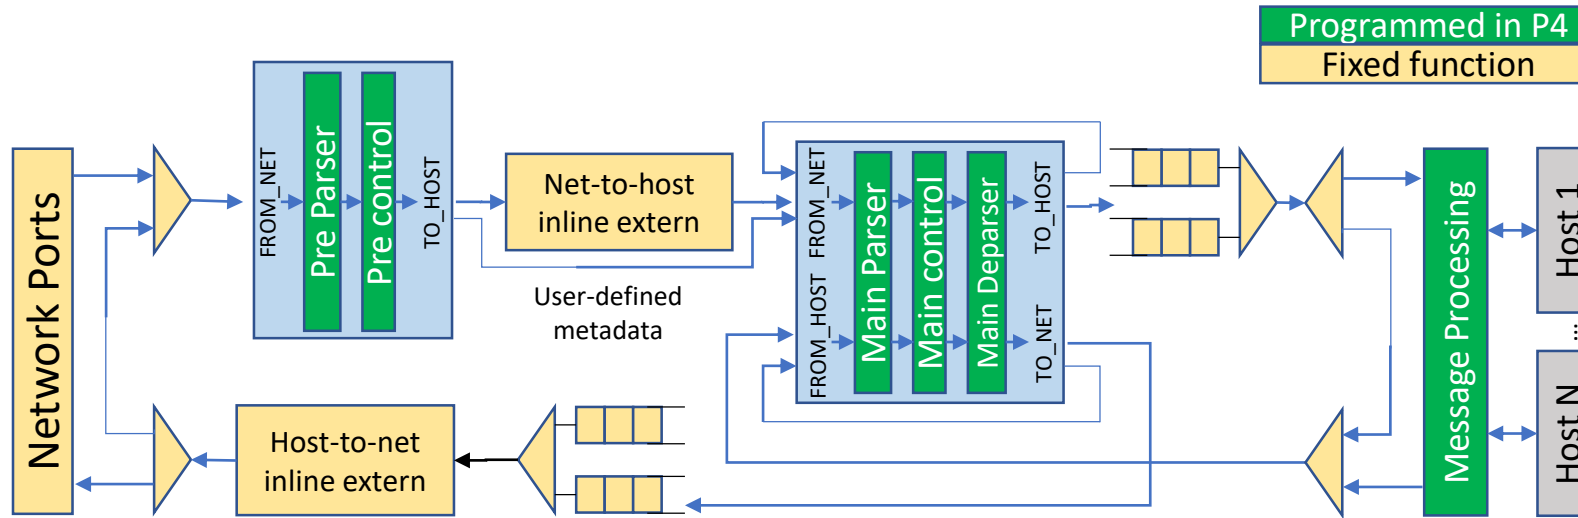 Programmed in P4
Fixed function
Network Ports
FROM_NET
Pre Parser
Pre control
TO_HOST
Net-to-host
inline extern
User-defined
metadata
FROM_NET
FROM_HOST
Main Parser
Main control
Main Deparser
TO_HOST
TO_NET
Message Processing
Host 1
...
Host N
Host-to-net
inline extern